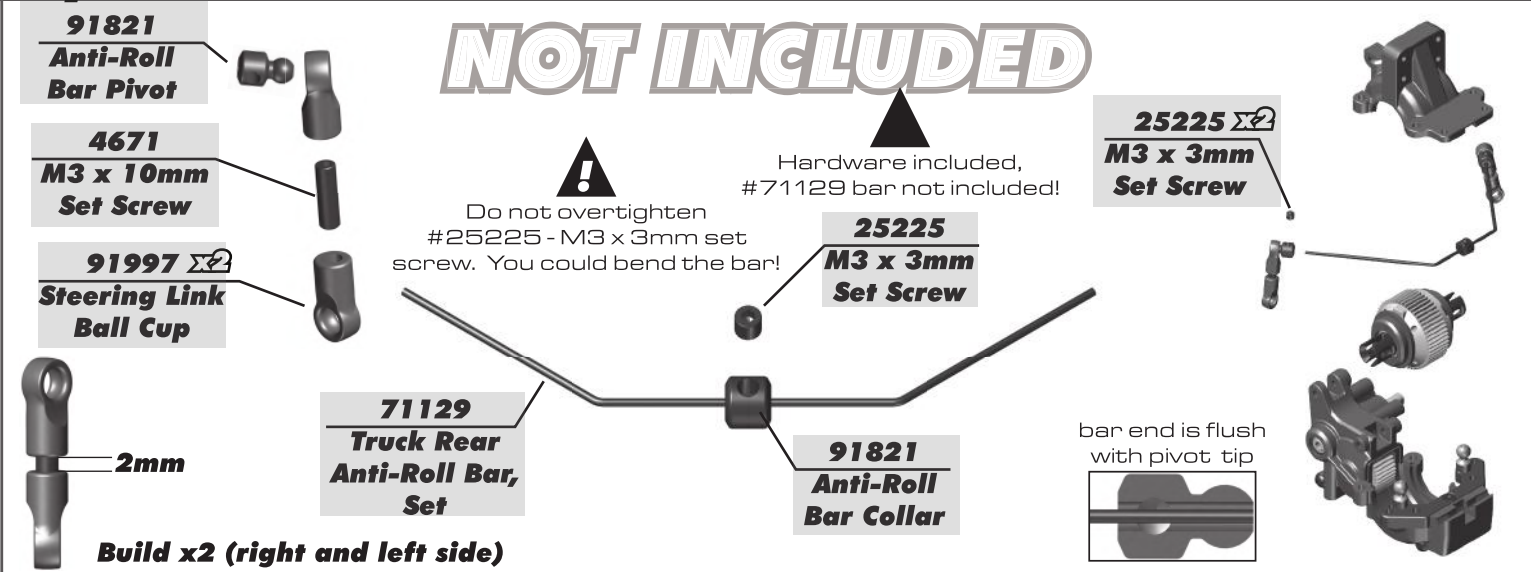 91821
Anti-Roll
Bar Pivot
4671
M3 x 10mm
Set Screw
91997 x2
Steering Link
Ball Cup
2mm
Build x2 (right and left side)
NOT INCLUDED
!
Do not overtighten
#25225 - M3 x 3mm set
screw. You could bend the bar!
Hardware included,
#71129 bar not included!
25225
M3 x 3mm
Set Screw
71129
Truck Rear
Anti-Roll Bar,
Set
91821
Anti-Roll
Bar Collar
25225 x2
M3 x 3mm
Set Screw
bar end is flush
with pivot tip